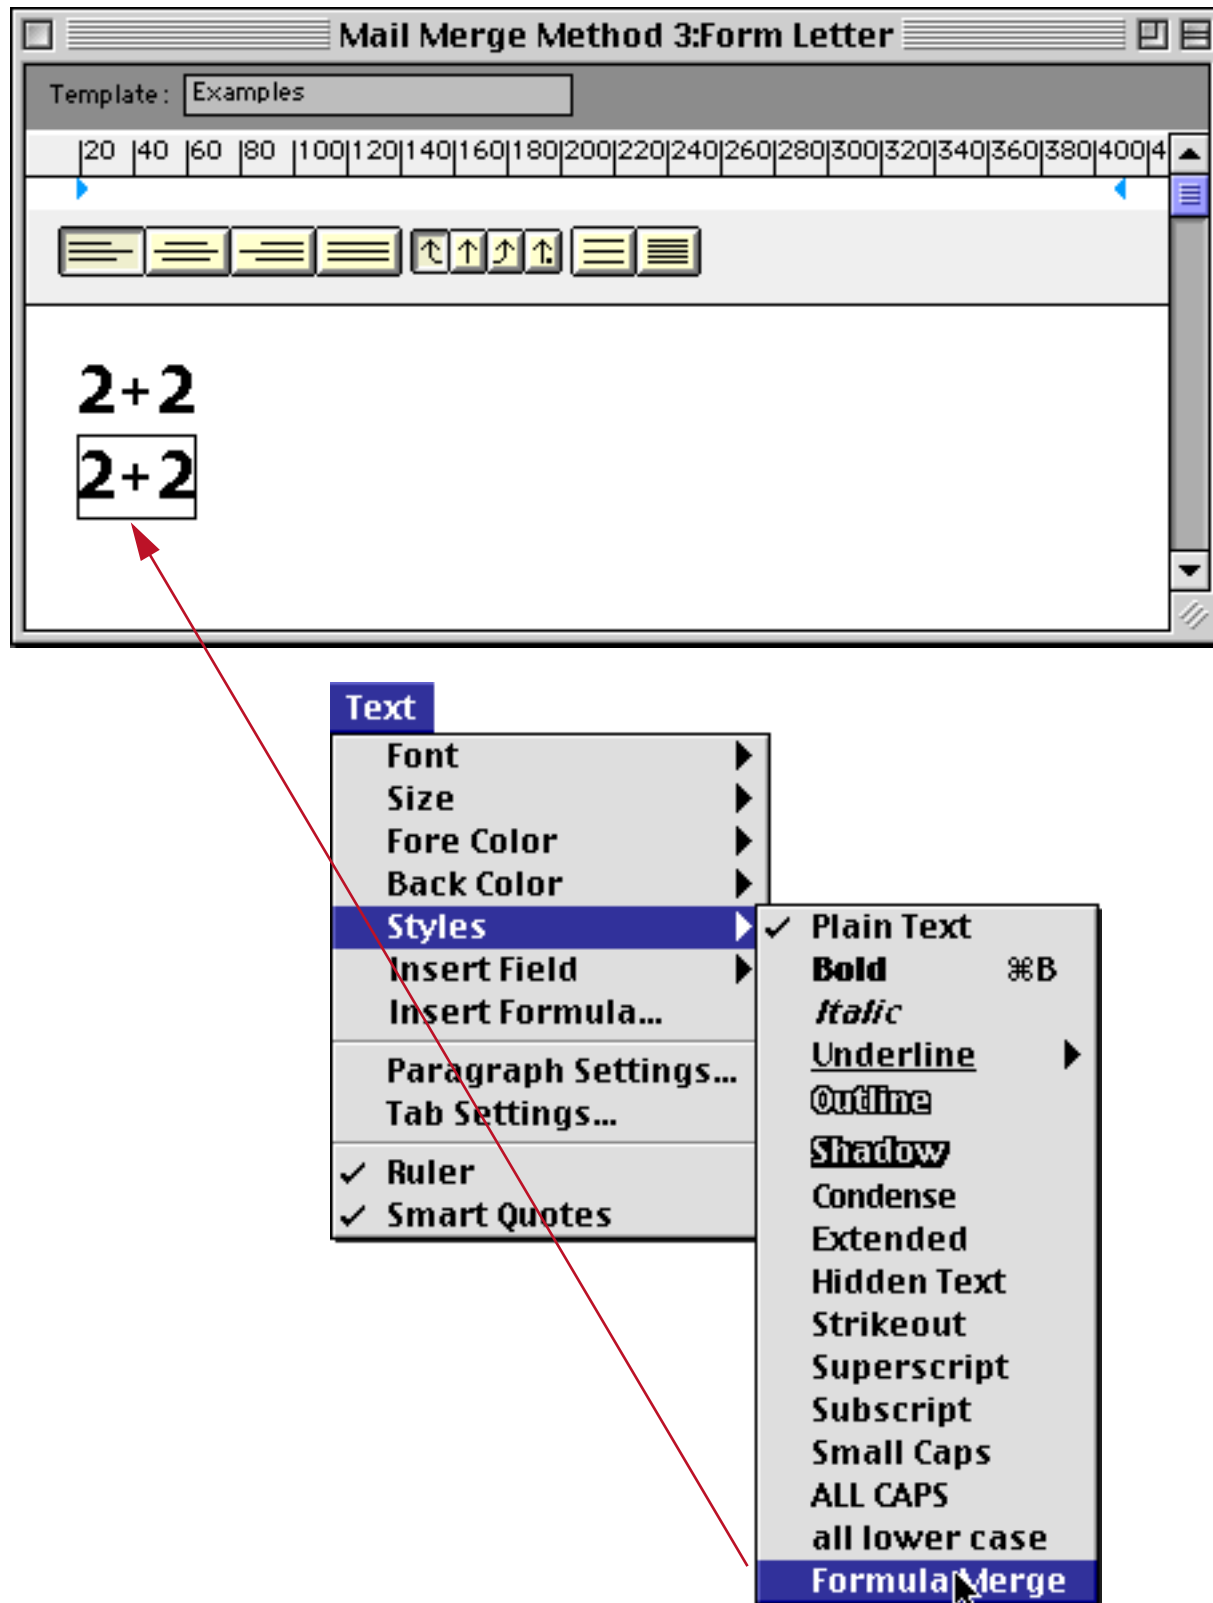 Mail Merge Method 3:Form Letter
Template: Examples
|20 |40 |60 |80 |100|120|140|160|180|200|220|240|260|280|300|320|340|360|380|400|4
2+2
2+2
Text
Font
Size
Fore Color
Back Color
Styles
Insert Field
Insert Formula...
Paragraph Settings...
Tab Settings...
✓ Ruler
✓ Smart Quotes
✓ Plain Text
Bold ⌘B
Italic
Underline
Outline
Shadow
Condense
Extended
Hidden Text
Strikeout
Superscript
Subscript
Small Caps
ALL CAPS
all lower case
Formula Merge